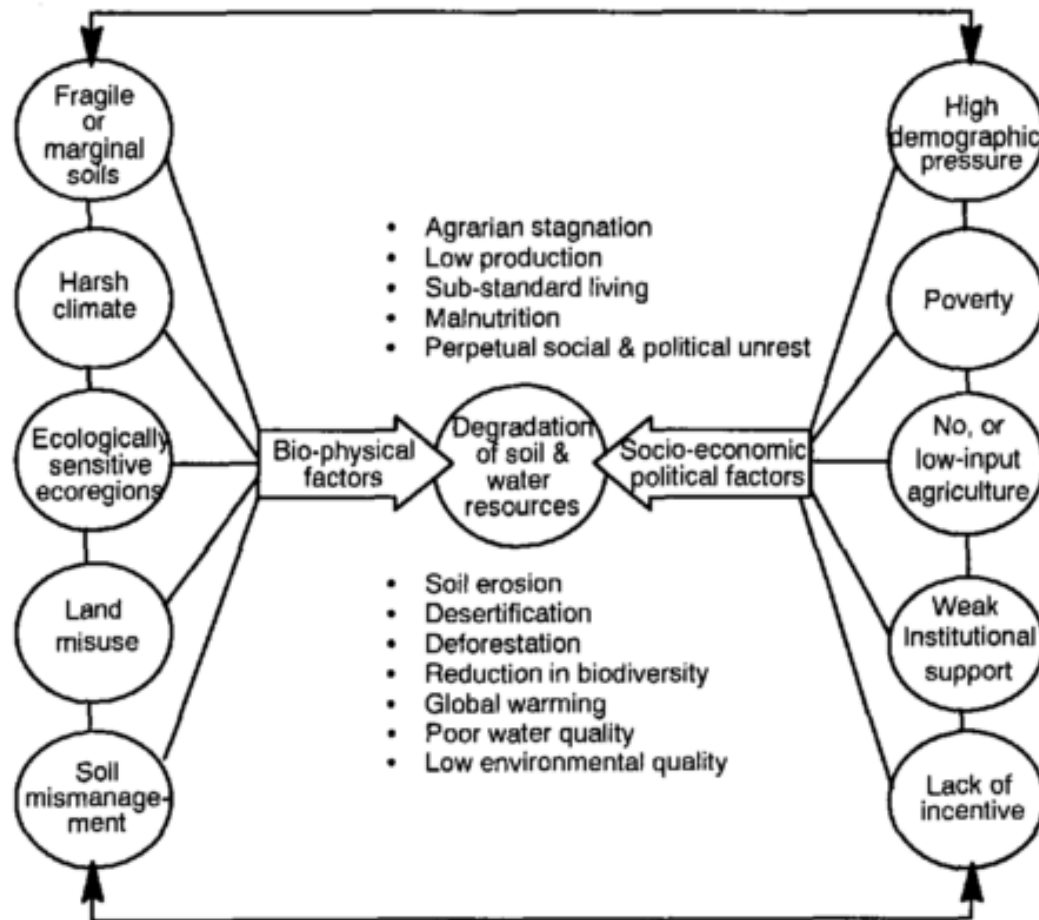 Fragile
or
marginal
soils
Harsh
climate
Ecologically
sensitive
ecoregions
Land
misuse
Soil
mismanage-
ment
• Agrarian stagnation
• Low production
• Sub-standard living
• Malnutrition
• Perpetual social & political unrest
Bio-physical
factors
Degradation
of soil &
water
resources
Socio-economic
political factors
• Soil erosion
• Desertification
• Deforestation
• Reduction in biodiversity
• Global warming
• Poor water quality
• Low environmental quality
High
demographic
pressure
Poverty
No, or
low-input
agriculture
Weak
Institutional
support
Lack of
incentive